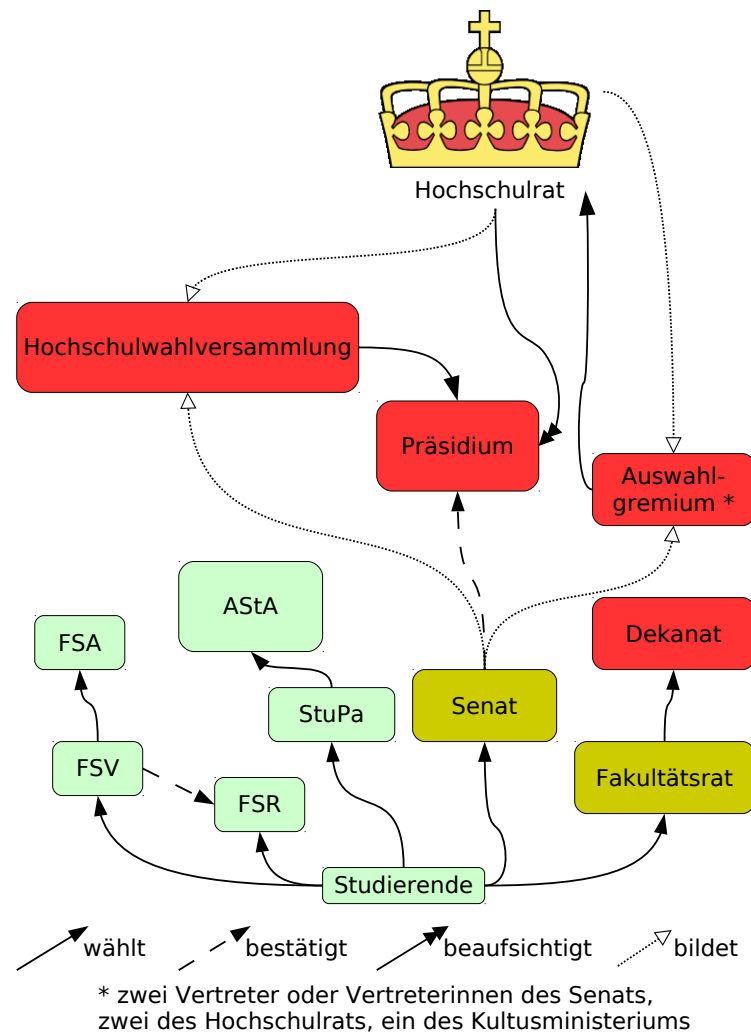 Hochschulrat
Hochschulwahlversammlung
Präsidium
Auswahl-
gremium *
AStA
FSA
Dekanat
StuPa
Senat
FSV
FSR
Fakultätsrat
Studierende
wählt
bestätigt
beaufsichtigt
bildet
* zwei Vertreter oder Vertreterinnen des Senats,
zwei des Hochschulrats, ein des Kultusministeriums